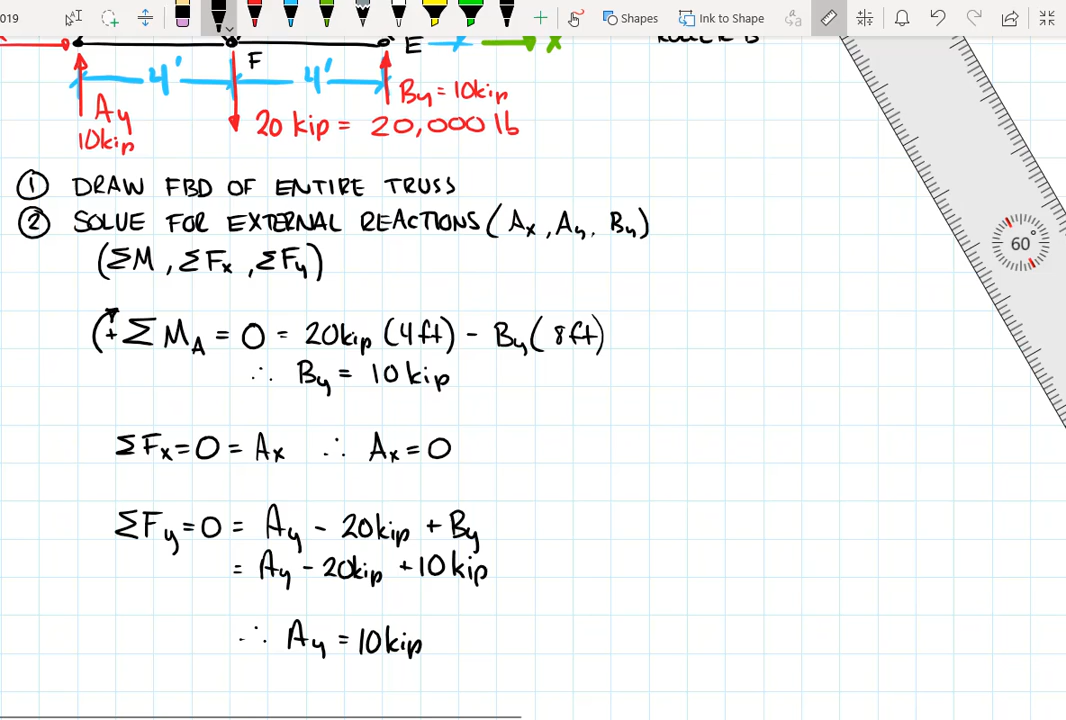 019 Shapes Ink to Shape
E x
F
4' 4'
Ay By = 10kip
10kip 20 kip = 20,000 lb
① DRAW FBD OF ENTIRE TRUSS
② SOLVE FOR EXTERNAL REACTIONS (Ax, Ay, By)
(ΣM, ΣFx, ΣFy)
+ ΣMA = 0 = 20kip (4ft) - By (8ft)
∴ By = 10 kip
60°
ΣFx = 0 = Ax ∴ Ax = 0
ΣFy = 0 = Ay - 20kip + By
= Ay - 20kip + 10kip
∴ Ay = 10kip